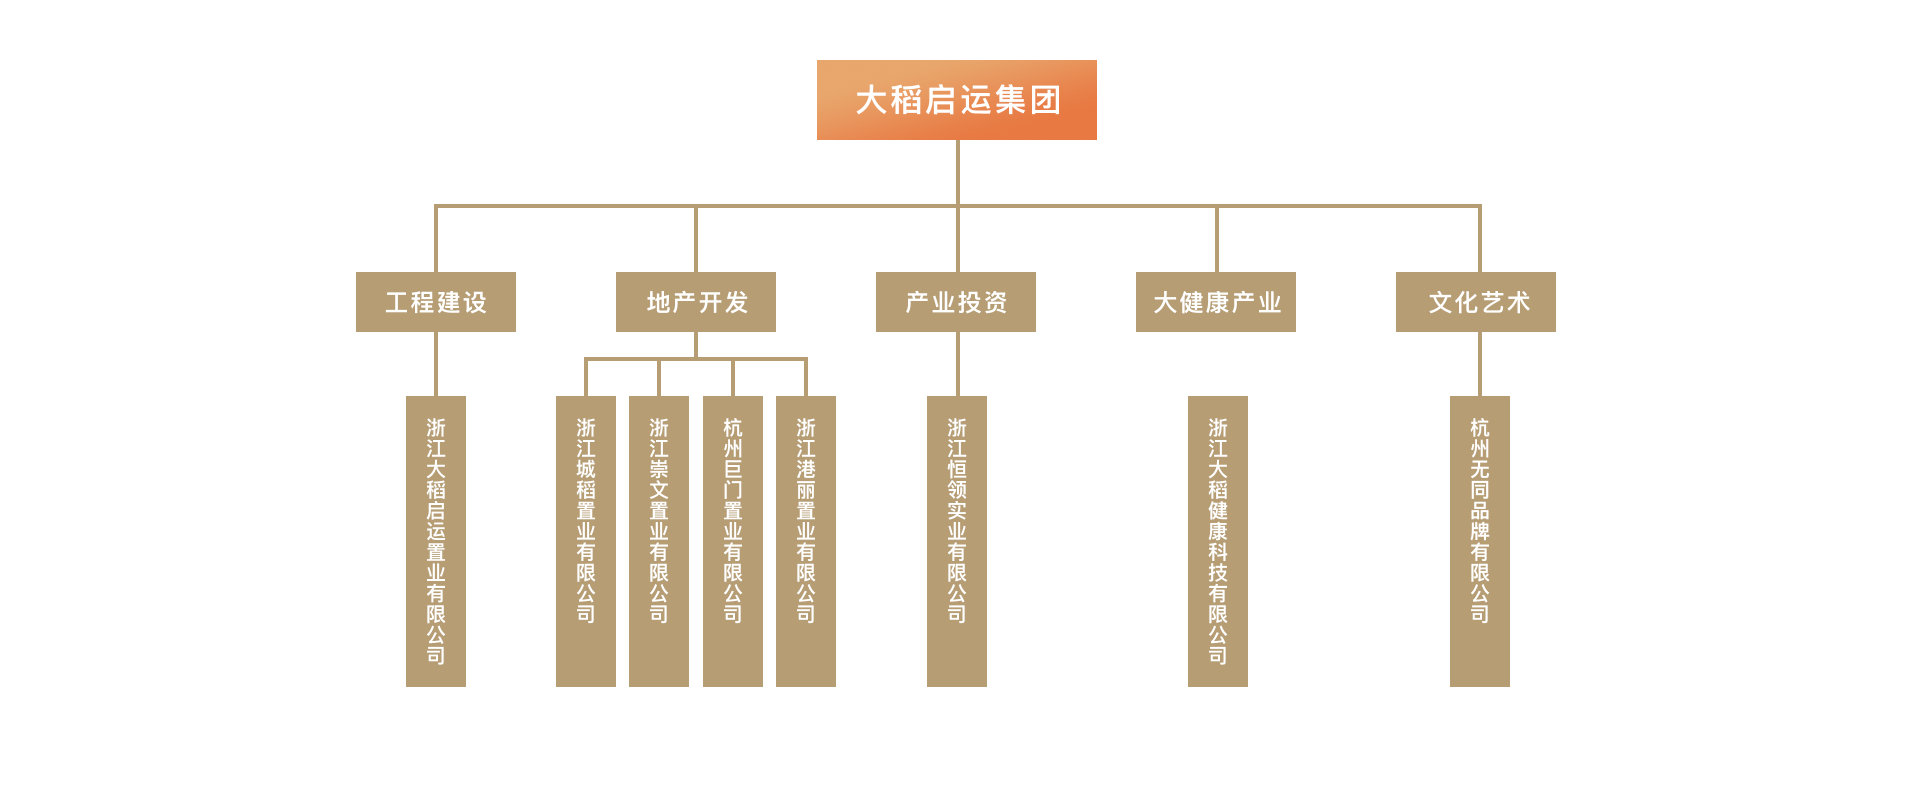 大稻启运集团
工程建设
地产开发
产业投资
大健康产业
文化艺术
浙江大稻启运置业有限公司
浙江城稻置业有限公司
浙江崇文置业有限公司
杭州巨门置业有限公司
浙江港丽置业有限公司
浙江恒领实业有限公司
浙江大稻健康科技有限公司
杭州无同品牌有限公司